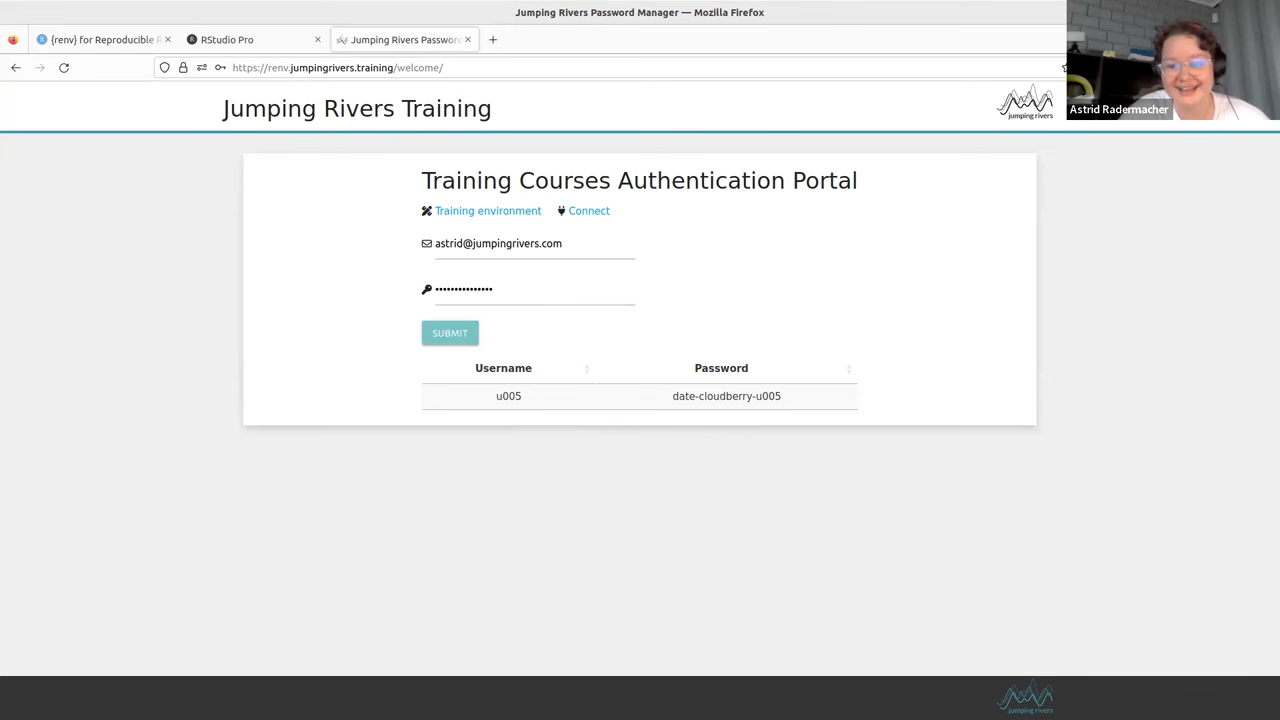 Jumping Rivers Password Manager — Mozilla Firefox
{renv} for Reproducible R
RStudio Pro
Jumping Rivers Passwor
https://renv.jumpingrivers.training/welcome/
Jumping Rivers Training
jumping rivers
Astrid Radermacher
Training Courses Authentication Portal
Training environment Connect
astrid@jumpingrivers.com
•••••••••••••••
SUBMIT
Username Password
u005 date-cloudberry-u005
jumping rivers